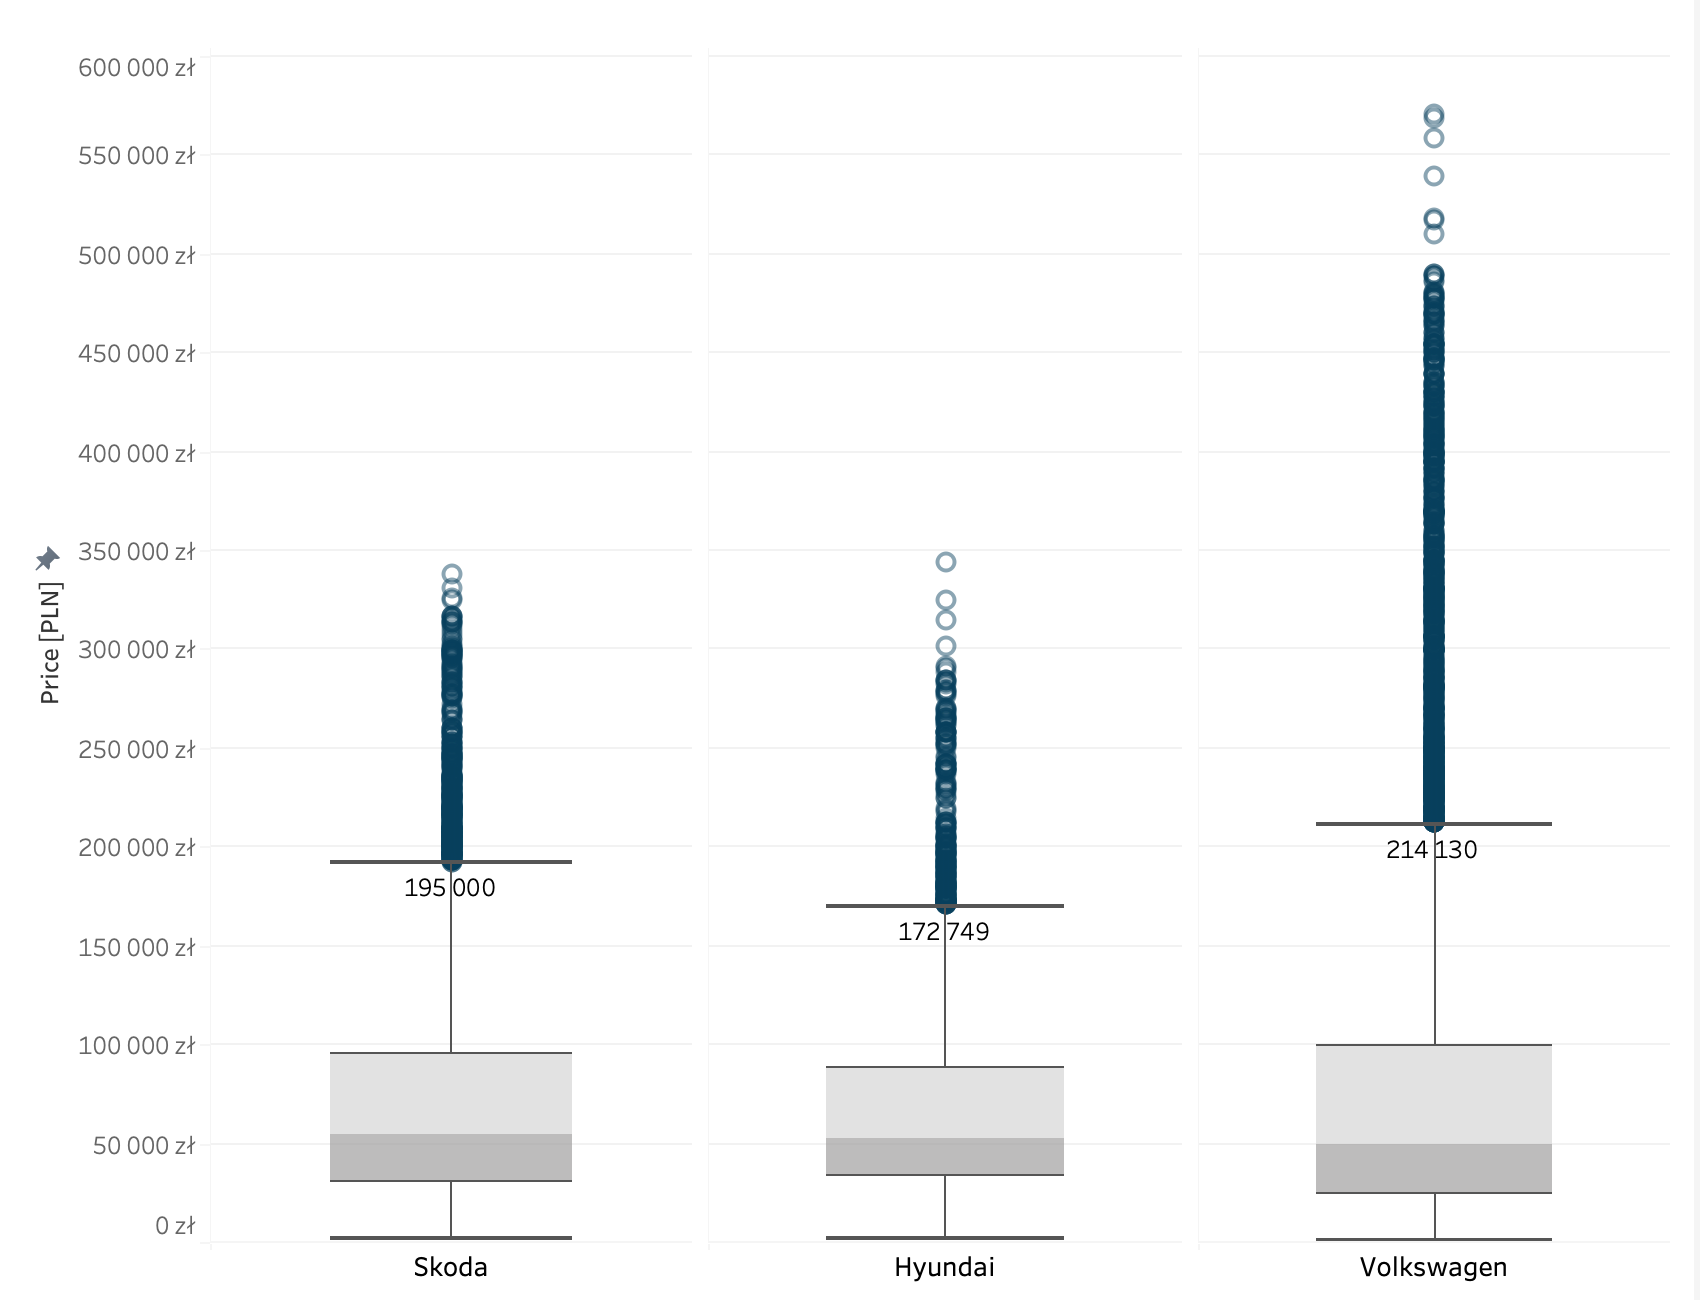 600 000 zł
550 000 zł
500 000 zł
450 000 zł
400 000 zł
350 000 zł
300 000 zł
250 000 zł
200 000 zł
150 000 zł
100 000 zł
50 000 zł
0 zł
Price [PLN]
195 000
172 749
214 130
Skoda
Hyundai
Volkswagen